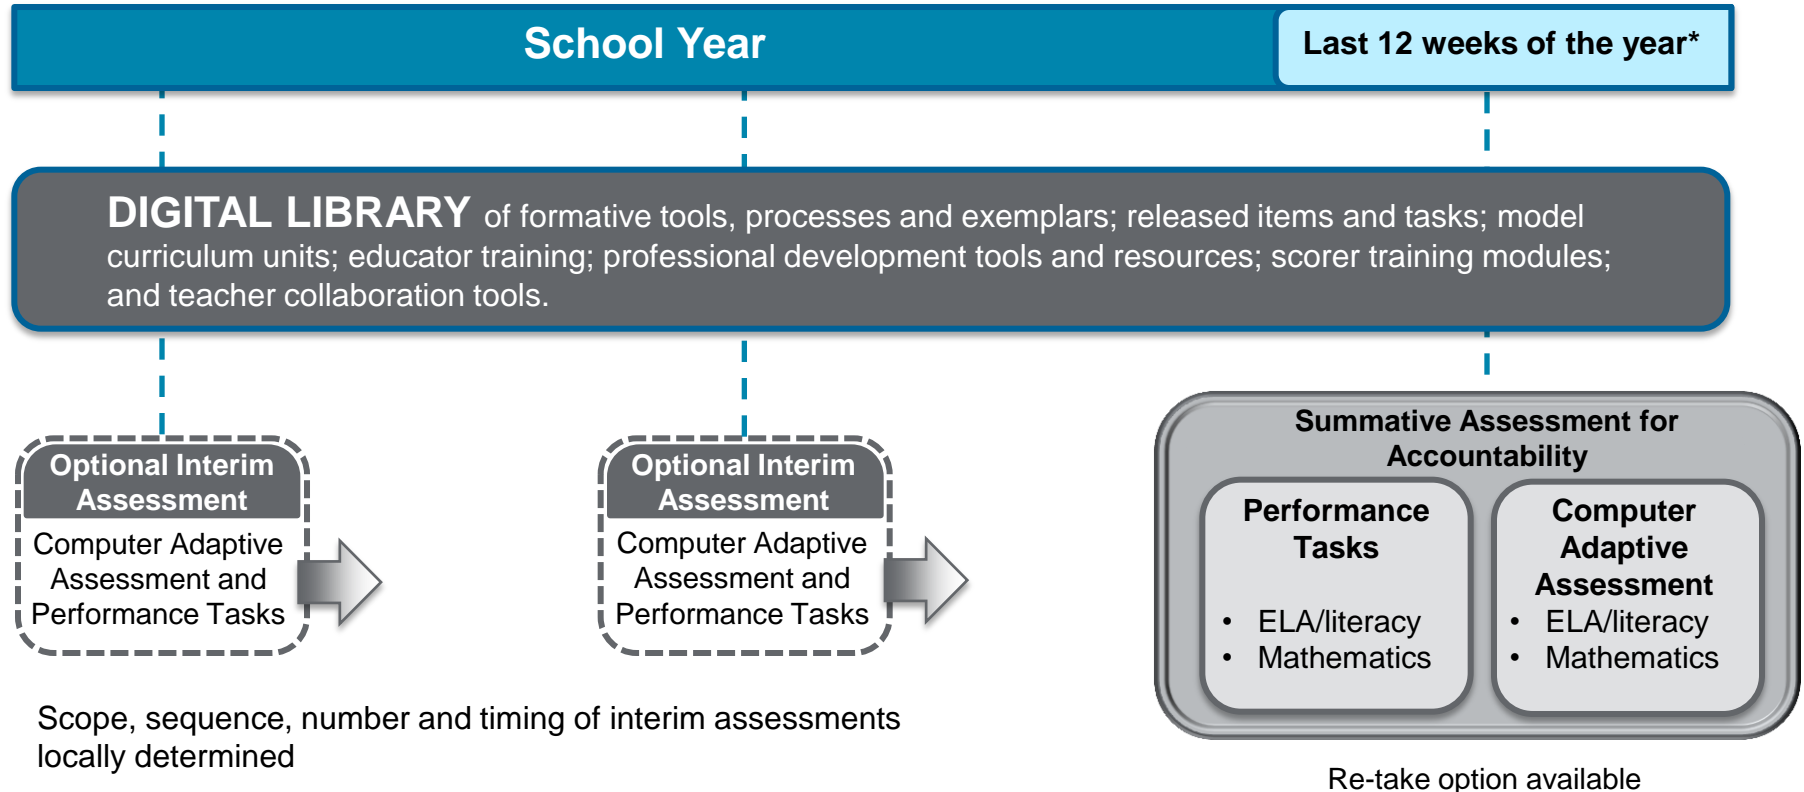 School Year
Last 12 weeks of the year*
DIGITAL LIBRARY of formative tools, processes and exemplars; released items and tasks; model
curriculum units; educator training; professional development tools and resources; scorer training modules;
and teacher collaboration tools.
Optional Interim
Assessment
Computer Adaptive
Assessment and
Performance Tasks
Optional Interim
Assessment
Computer Adaptive
Assessment and
Performance Tasks
Summative Assessment for
Accountability
Performance
Tasks
• ELA/literacy
• Mathematics
Computer
Adaptive
Assessment
• ELA/literacy
• Mathematics
Scope, sequence, number and timing of interim assessments
locally determined
Re-take option available